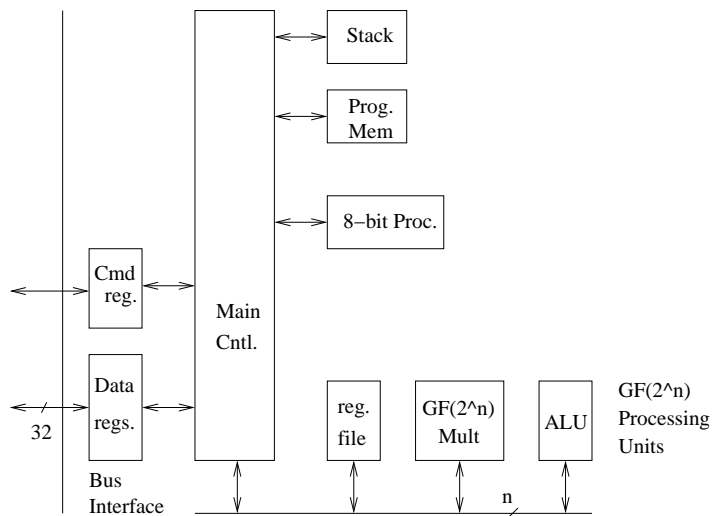 Stack
Prog.
Mem
8−bit Proc.
Cmd
reg.
Main
Cntl.
Data
regs.
32
reg.
file
GF(2^n)
Mult
ALU
GF(2^n)
Processing
Units
Bus
Interface
n